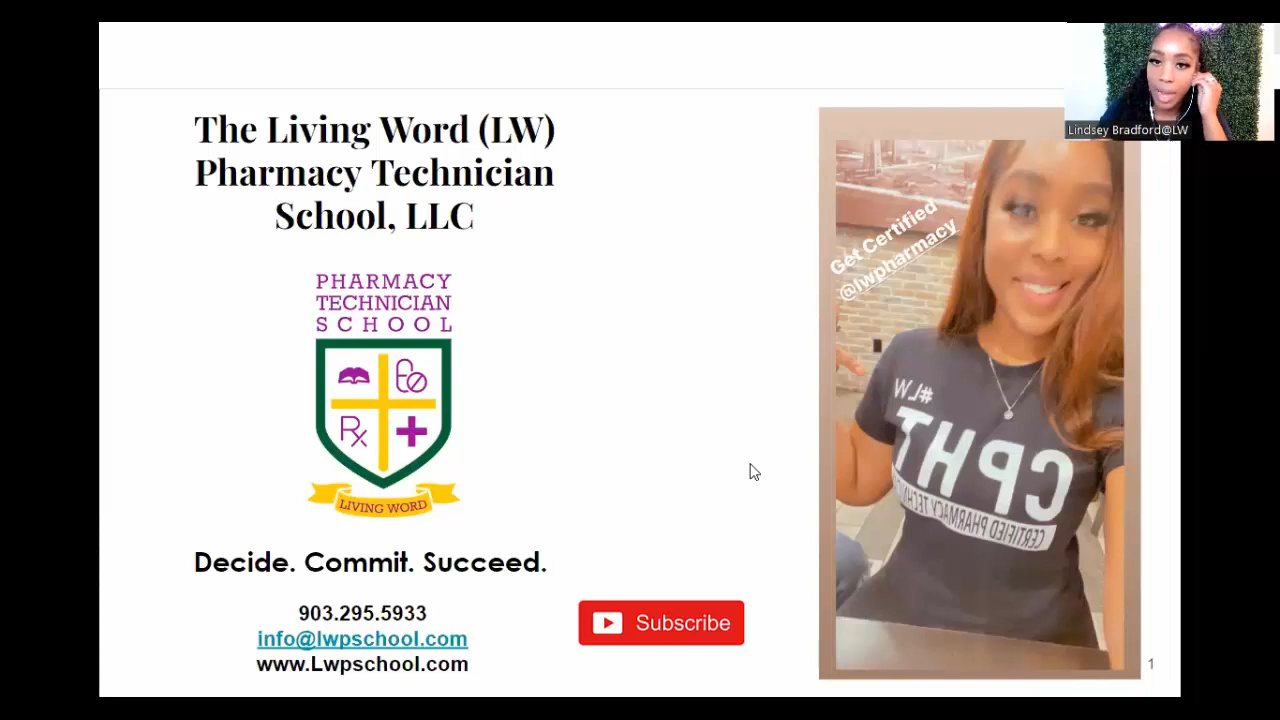 The Living Word (LW)
Pharmacy Technician
School, LLC
PHARMACY
TECHNICIAN
SCHOOL
Rx
LIVING WORD
Decide. Commit. Succeed.
903.295.5933
info@lwpschool.com
www.Lwpschool.com
Subscribe
Get Certified
@lwpharmacy
#LW
CPHT
CERTIFIED PHARMACY
1
Lindsey Bradford@LW